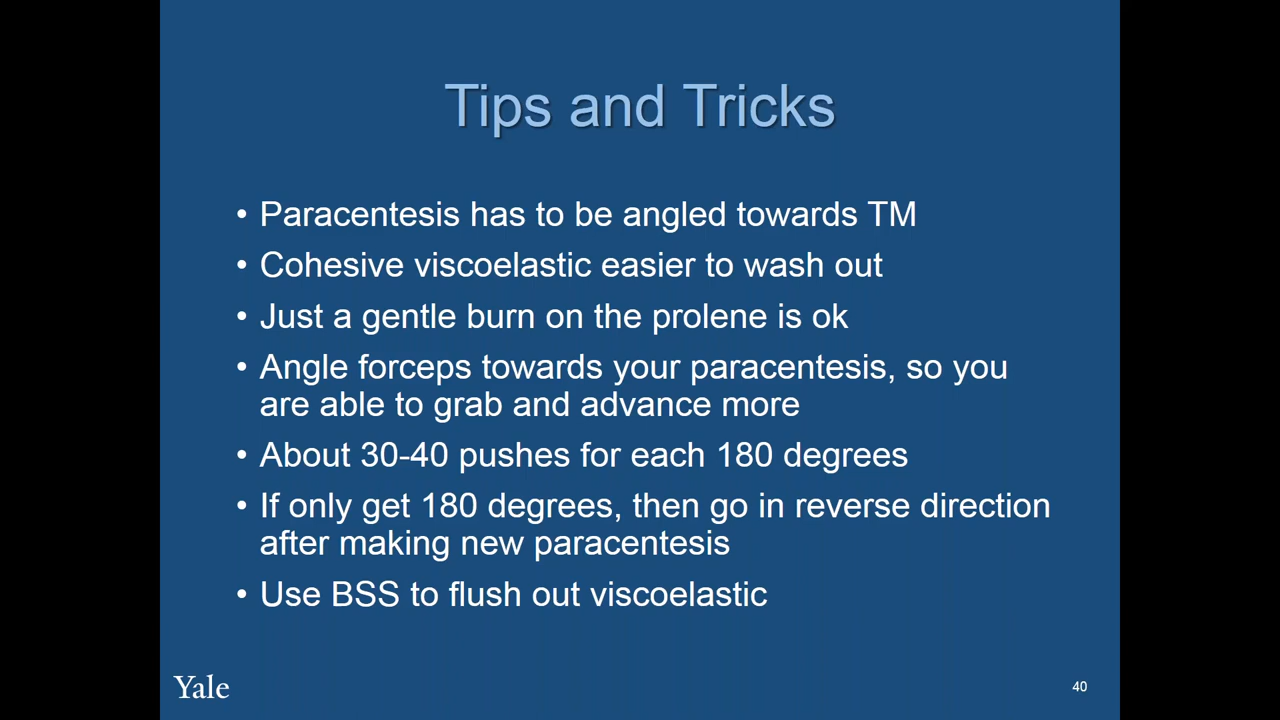 Tips and Tricks
• Paracentesis has to be angled towards TM
• Cohesive viscoelastic easier to wash out
• Just a gentle burn on the prolene is ok
• Angle forceps towards your paracentesis, so you
are able to grab and advance more
• About 30-40 pushes for each 180 degrees
• If only get 180 degrees, then go in reverse direction
after making new paracentesis
• Use BSS to flush out viscoelastic
Yale
40